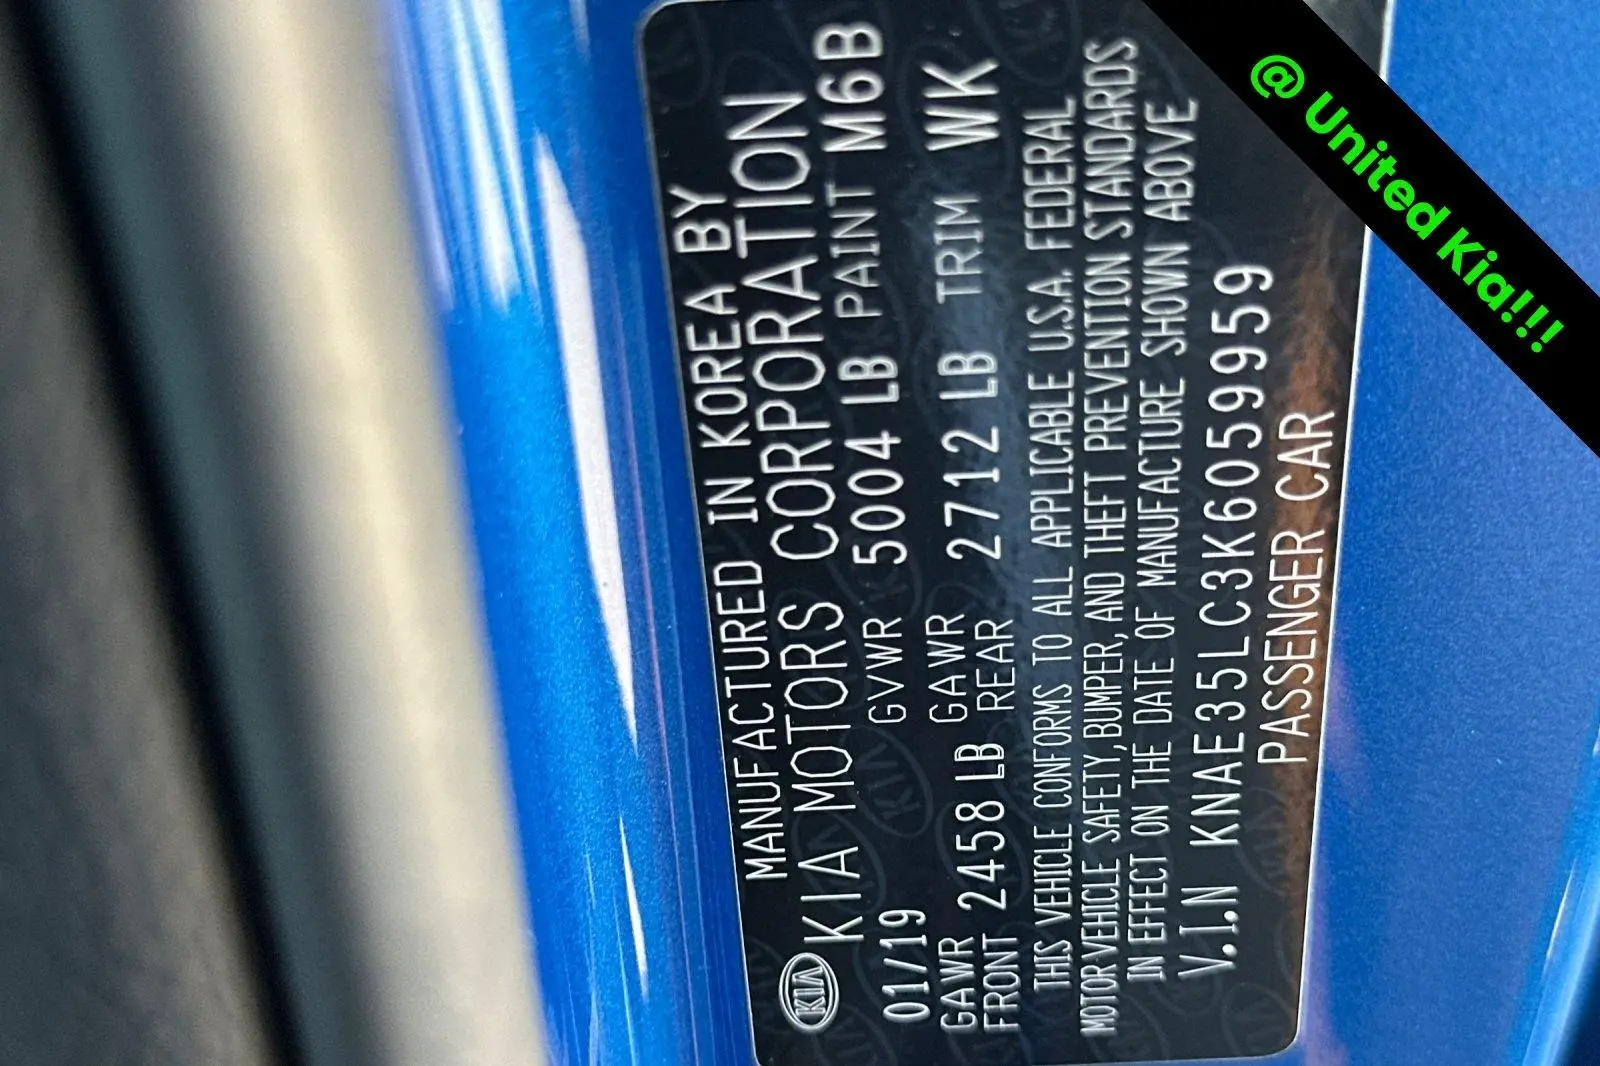 MANUFACTURED IN KOREA BY
KIA KIA MOTORS CORPORATION
01/19 GVWR 5004 LB PAINT M6B
GAWR FRONT 2458 LB GAWR REAR 2712 LB TRIM WK
THIS VEHICLE CONFORMS TO ALL APPLICABLE U.S.A. FEDERAL
MOTOR VEHICLE SAFETY, BUMPER, AND THEFT PREVENTION STANDARDS
IN EFFECT ON THE DATE OF MANUFACTURE SHOWN ABOVE
V.I.N KNAE35LC3K6059959
PASSENGER CAR
@ United Kia!!!